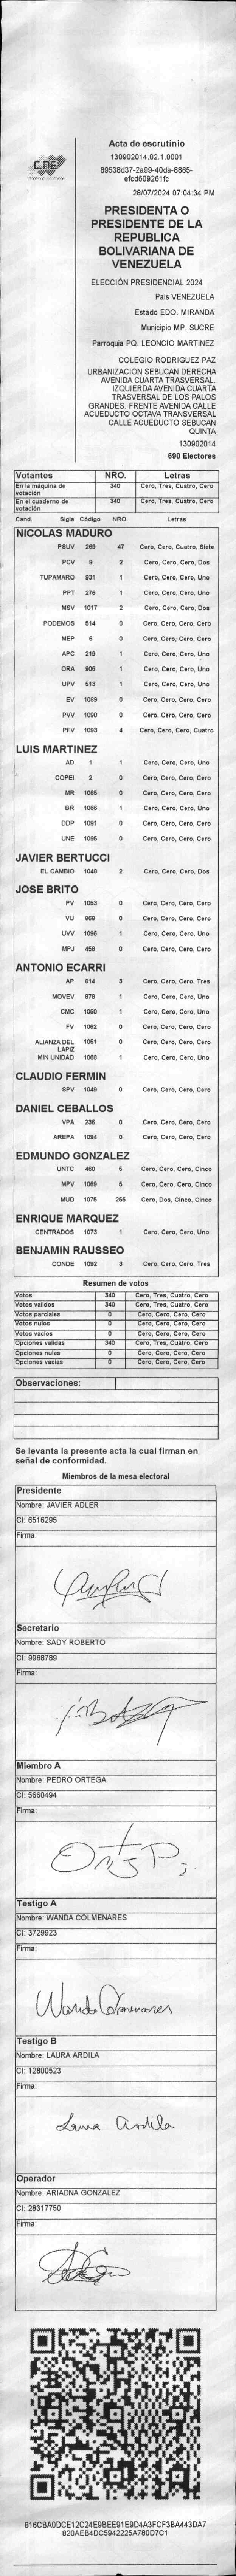 CNE
Acta de escrutinio
130902014.02.1.0001
89538d37-2a99-40da-8865-
efcd609261fc
28/07/2024 07:04:34 PM
PRESIDENTA O
PRESIDENTE DE LA
REPUBLICA
BOLIVARIANA DE
VENEZUELA
ELECCIÓN PRESIDENCIAL 2024
País VENEZUELA
Estado EDO. MIRANDA
Municipio MP. SUCRE
Parroquia PQ. LEONCIO MARTINEZ
COLEGIO RODRIGUEZ PAZ
URBANIZACION SEBUCAN DERECHA
AVENIDA CUARTA TRASVERSAL.
IZQUIERDA AVENIDA CUARTA
TRASVERSAL DE LOS PALOS
GRANDES. FRENTE AVENIDA CALLE
ACUEDUCTO OCTAVA TRANSVERSAL
CALLE ACUEDUCTO SEBUCAN
QUINTA
130902014
690 Electores
Votantes NRO. Letras
En la máquina de votación 340 Cero, Tres, Cuatro, Cero
En el cuaderno de votación 340 Cero, Tres, Cuatro, Cero
Cand. Sigla Código NRO. Letras
NICOLAS MADURO
PSUV 269 47 Cero, Cero, Cuatro, Siete
PCV 9 2 Cero, Cero, Cero, Dos
TUPAMARO 931 1 Cero, Cero, Cero, Uno
PPT 276 1 Cero, Cero, Cero, Uno
MSV 1017 2 Cero, Cero, Cero, Dos
PODEMOS 514 0 Cero, Cero, Cero, Cero
MEP 6 0 Cero, Cero, Cero, Cero
APC 219 1 Cero, Cero, Cero, Uno
ORA 906 1 Cero, Cero, Cero, Uno
UPV 613 1 Cero, Cero, Cero, Uno
EV 1089 0 Cero, Cero, Cero, Cero
PVV 1090 0 Cero, Cero, Cero, Cero
PFV 1093 4 Cero, Cero, Cero, Cuatro
LUIS MARTINEZ
AD 1 1 Cero, Cero, Cero, Uno
COPEI 2 0 Cero, Cero, Cero, Cero
MR 1065 0 Cero, Cero, Cero, Cero
BR 1066 1 Cero, Cero, Cero, Uno
DDP 1091 0 Cero, Cero, Cero, Cero
UNE 1095 0 Cero, Cero, Cero, Cero
JAVIER BERTUCCI
EL CAMBIO 1048 2 Cero, Cero, Cero, Dos
JOSE BRITO
PV 1053 0 Cero, Cero, Cero, Cero
VU 868 0 Cero, Cero, Cero, Cero
UVV 1096 1 Cero, Cero, Cero, Uno
MPJ 458 0 Cero, Cero, Cero, Cero
ANTONIO ECARRI
AP 814 3 Cero, Cero, Cero, Tres
MOVEV 878 1 Cero, Cero, Cero, Uno
CMC 1050 1 Cero, Cero, Cero, Uno
FV 1062 0 Cero, Cero, Cero, Cero
ALIANZA DEL LAPIZ 1051 0 Cero, Cero, Cero, Cero
MIN UNIDAD 1068 1 Cero, Cero, Cero, Uno
CLAUDIO FERMIN
SPV 1049 0 Cero, Cero, Cero, Cero
DANIEL CEBALLOS
VPA 236 0 Cero, Cero, Cero, Cero
AREPA 1094 0 Cero, Cero, Cero, Cero
EDMUNDO GONZALEZ
UNTC 460 5 Cero, Cero, Cero, Cinco
MPV 1069 5 Cero, Cero, Cero, Cinco
MUD 1075 255 Cero, Dos, Cinco, Cinco
ENRIQUE MARQUEZ
CENTRADOS 1073 1 Cero, Cero, Cero, Uno
BENJAMIN RAUSSEO
CONDE 1092 3 Cero, Cero, Cero, Tres
Resumen de votos
Votos 340 Cero, Tres, Cuatro, Cero
Votos validos 340 Cero, Tres, Cuatro, Cero
Votos parciales 0 Cero, Cero, Cero, Cero
Votos nulos 0 Cero, Cero, Cero, Cero
Votos vacios 0 Cero, Cero, Cero, Cero
Opciones validas 340 Cero, Tres, Cuatro, Cero
Opciones nulas 0 Cero, Cero, Cero, Cero
Opciones vacias 0 Cero, Cero, Cero, Cero
Observaciones:
Se levanta la presente acta la cual firman en
señal de conformidad.
Miembros de la mesa electoral
Presidente
Nombre: JAVIER ADLER
CI: 6516295
Firma:
Secretario
Nombre: SADY ROBERTO
CI: 9968789
Firma:
Miembro A
Nombre: PEDRO ORTEGA
CI: 5660494
Firma:
Testigo A
Nombre: WANDA COLMENARES
CI: 3729923
Firma:
Wanda Colmenares
Testigo B
Nombre: LAURA ARDILA
CI: 12800523
Firma:
Laura Ardila
Operador
Nombre: ARIADNA GONZALEZ
CI: 28317750
Firma:
816CBA0DCE12C24E9BEE91E9D4A3FCF3BA443DA7
820AEB4DC5942225A780D7C1